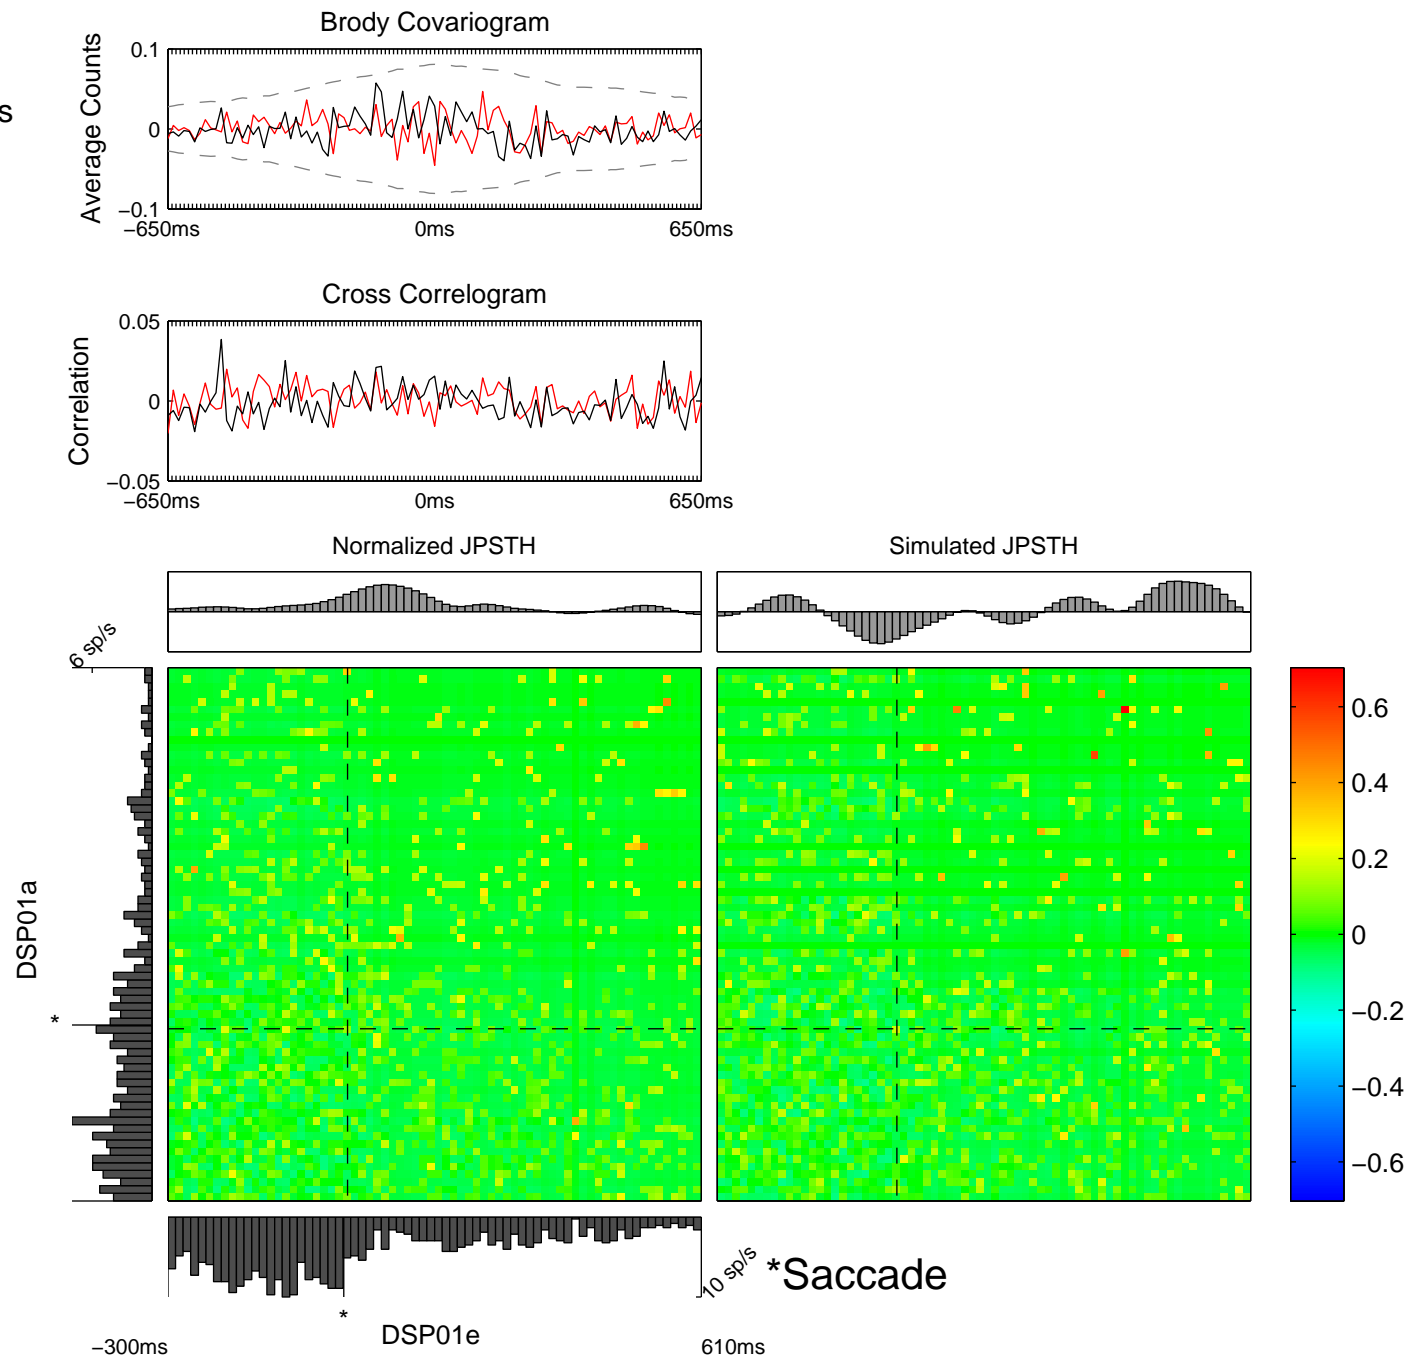 Brody Covariogram
s
Average Counts
0.1
0
−0.1
−650ms 0ms 650ms
Cross Correlogram
Correlation
0.05
0
−0.05
−650ms 0ms 650ms
Normalized JPSTH
Simulated JPSTH
6 sp/s
DSP01a
*
0.6
0.4
0.2
0
−0.2
−0.4
−0.6
10 sp/s
*Saccade
*
DSP01e
−300ms 610ms